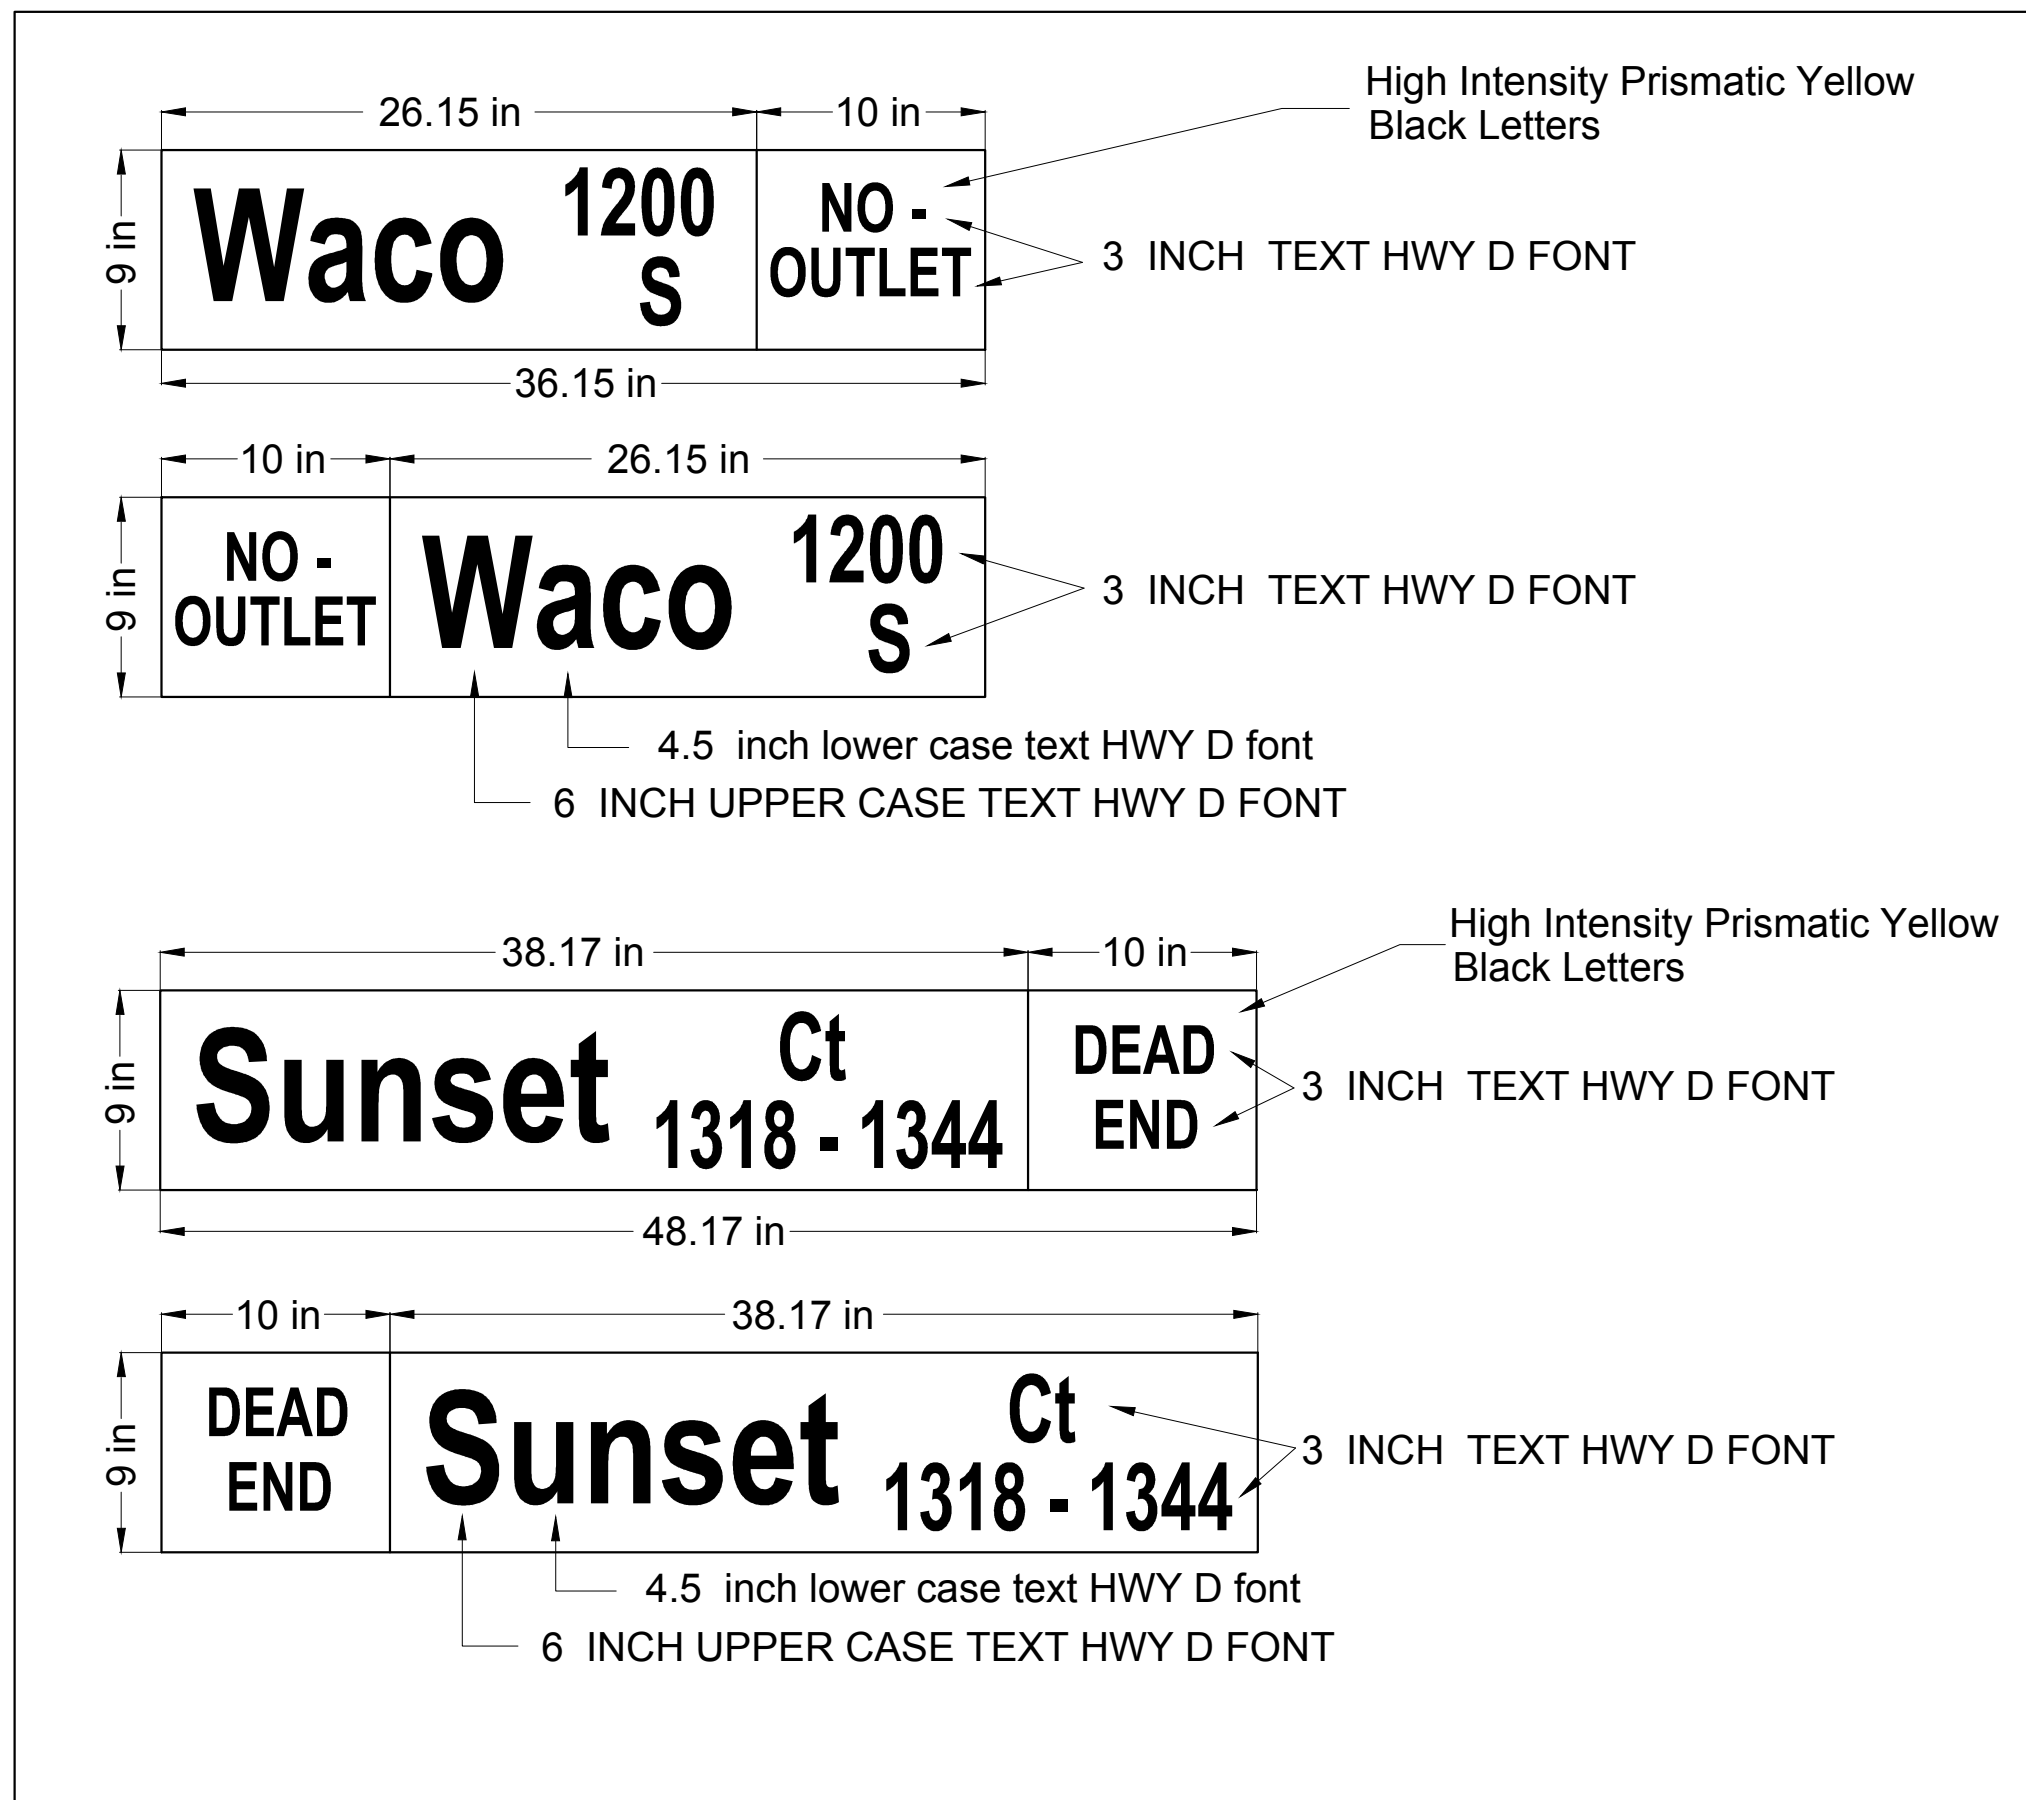 High Intensity Prismatic Yellow
Black Letters
26.15 in
10 in
9 in
Waco
1200
S
NO -
OUTLET
3 INCH TEXT HWY D FONT
36.15 in
10 in
26.15 in
9 in
NO -
OUTLET
Waco
1200
S
3 INCH TEXT HWY D FONT
4.5 inch lower case text HWY D font
6 INCH UPPER CASE TEXT HWY D FONT
High Intensity Prismatic Yellow
Black Letters
38.17 in
10 in
9 in
Sunset
Ct
1318 - 1344
DEAD
END
3 INCH TEXT HWY D FONT
48.17 in
10 in
38.17 in
9 in
DEAD
END
Sunset
Ct
1318 - 1344
3 INCH TEXT HWY D FONT
4.5 inch lower case text HWY D font
6 INCH UPPER CASE TEXT HWY D FONT